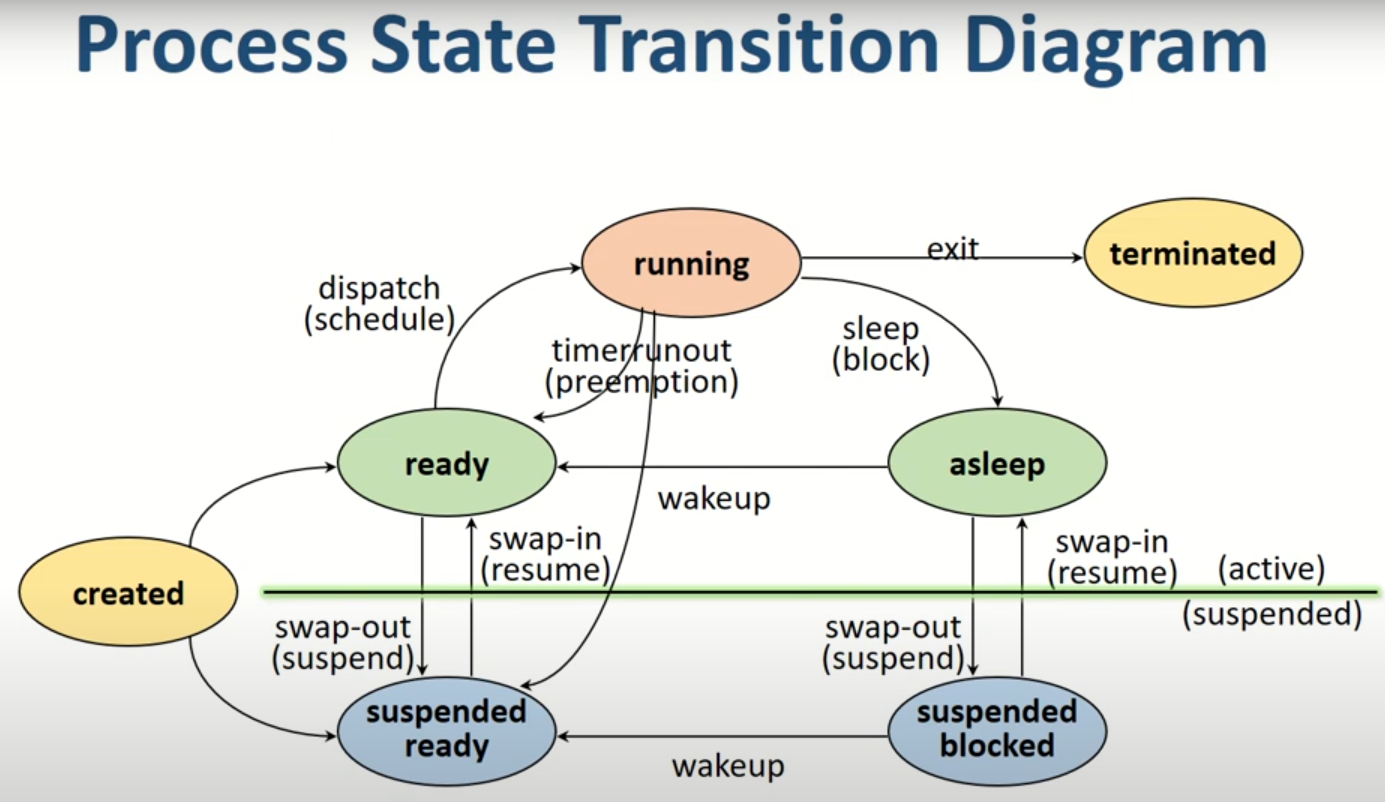 Process State Transition Diagram
running
exit
terminated
dispatch
(schedule)
timerrunout
(preemption)
sleep
(block)
ready
asleep
wakeup
created
swap-in
(resume)
swap-in
(resume)
(active)
(suspended)
swap-out
(suspend)
swap-out
(suspend)
suspended
ready
suspended
blocked
wakeup